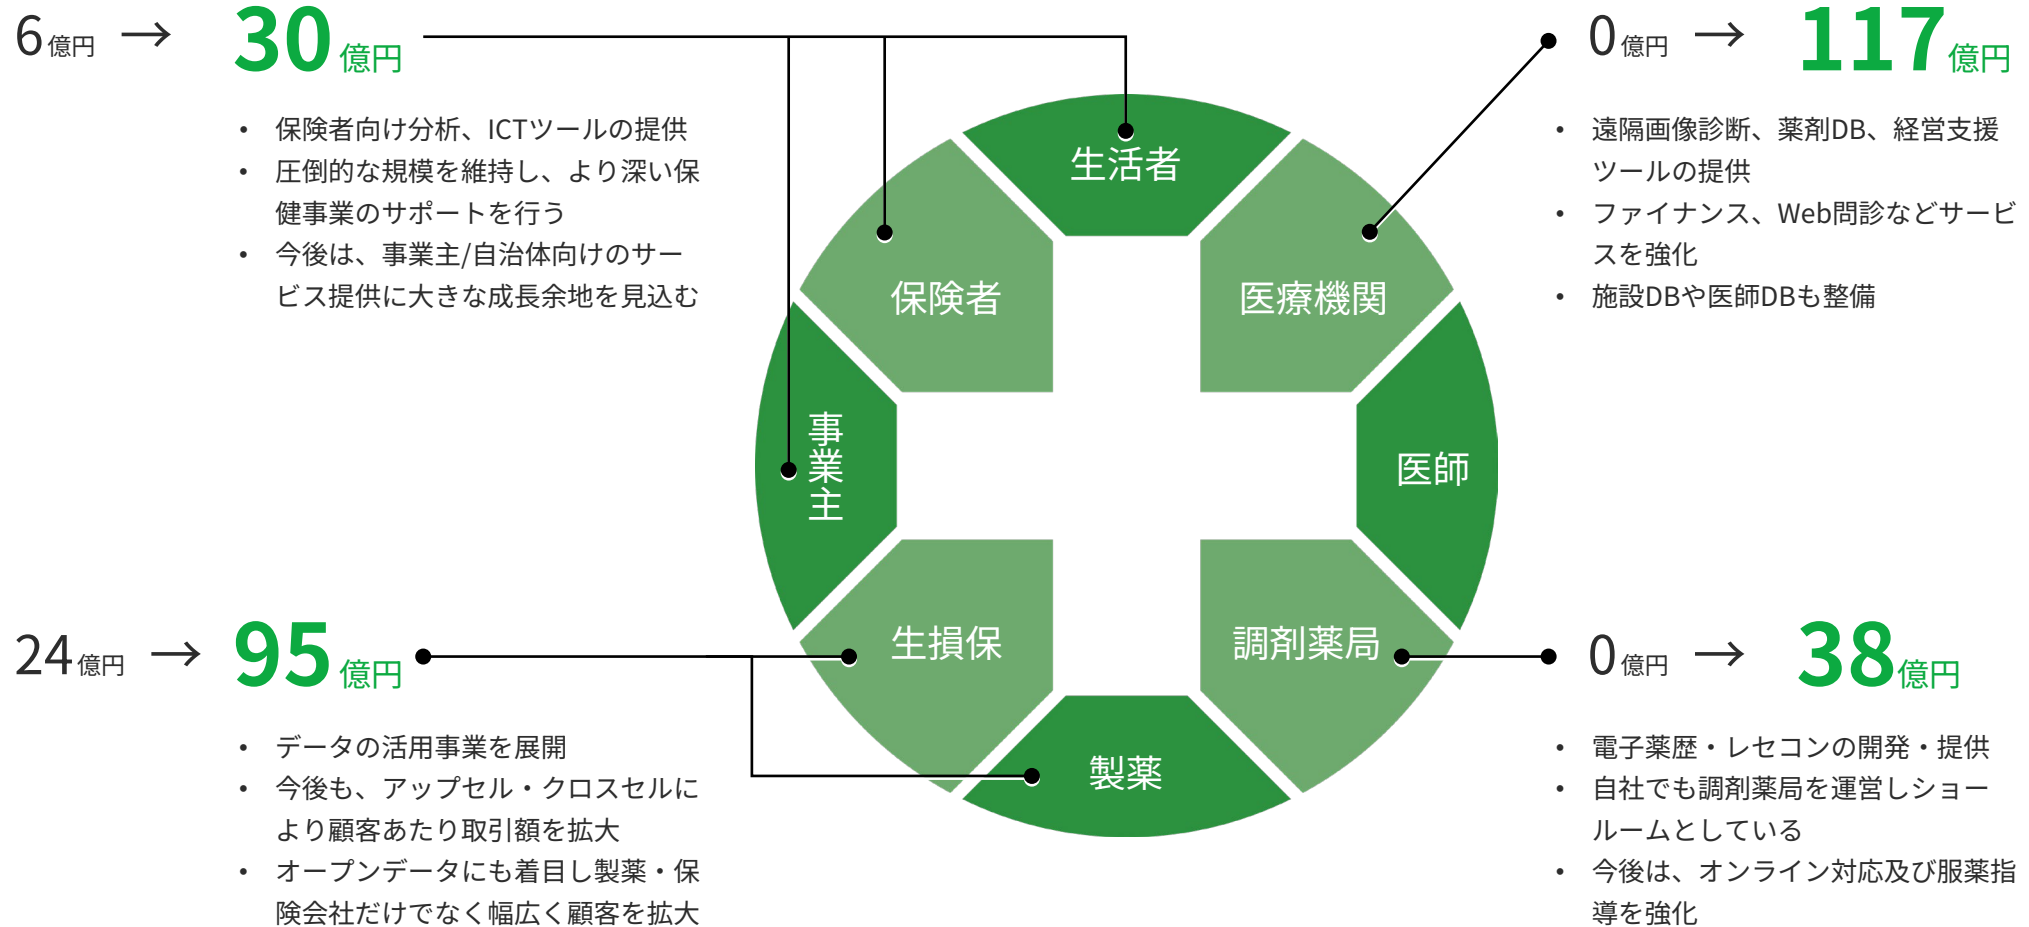 6億円 → 30億円
• 保険者向け分析、ICTツールの提供
• 圧倒的な規模を維持し、より深い保
健事業のサポートを行う
• 今後は、事業主/自治体向けのサー
ビス提供に大きな成長余地を見込む
0億円 → 117億円
• 遠隔画像診断、薬剤DB、経営支援
ツールの提供
• ファイナンス、Web問診などサービ
スを強化
• 施設DBや医師DBも整備
生活者
保険者
医療機関
事業主
医師
生損保
調剤薬局
製薬
24億円 → 95億円
• データの活用事業を展開
• 今後も、アップセル・クロスセルに
より顧客あたり取引額を拡大
• オープンデータにも着目し製薬・保
険会社だけでなく幅広く顧客を拡大
0億円 → 38億円
• 電子薬歴・レセコンの開発・提供
• 自社でも調剤薬局を運営しショー
ルームとしている
• 今後は、オンライン対応及び服薬指
導を強化